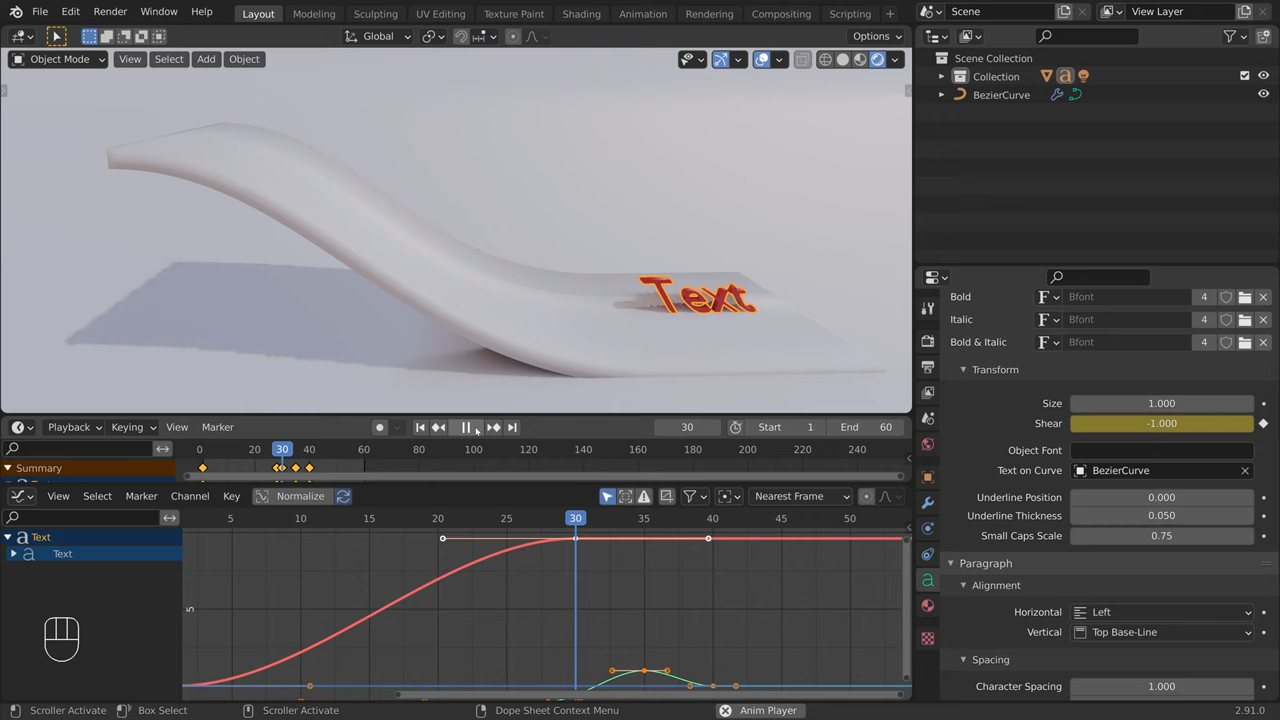 File Edit Render Window Help Layout Modeling Sculpting UV Editing Texture Paint Shading Animation Rendering Compositing Scripting + Scene View Layer
Global Options
Object Mode View Select Add Object
Scene Collection
Collection
BezierCurve
Text
Bold F Bfont 4
Italic F Bfont 4
Bold & Italic F Bfont 4
Transform
Size 1.000
Shear -1.000
Object Font
Text on Curve BezierCurve
Underline Position 0.000
Underline Thickness 0.050
Small Caps Scale 0.75
Paragraph
Alignment
Horizontal Left
Vertical Top Base-Line
Spacing
Character Spacing 1.000
Playback Keying View Marker 30 Start 1 End 60
0 30 40 60 80 100 120 140 160 180 200 220 240
Summary
View Select Marker Channel Key Normalize Nearest Frame
5 10 15 20 25 30 35 40 45 50
Text
Text
5
Scroller Activate Box Select Scroller Activate Dope Sheet Context Menu Anim Player 2.91.0